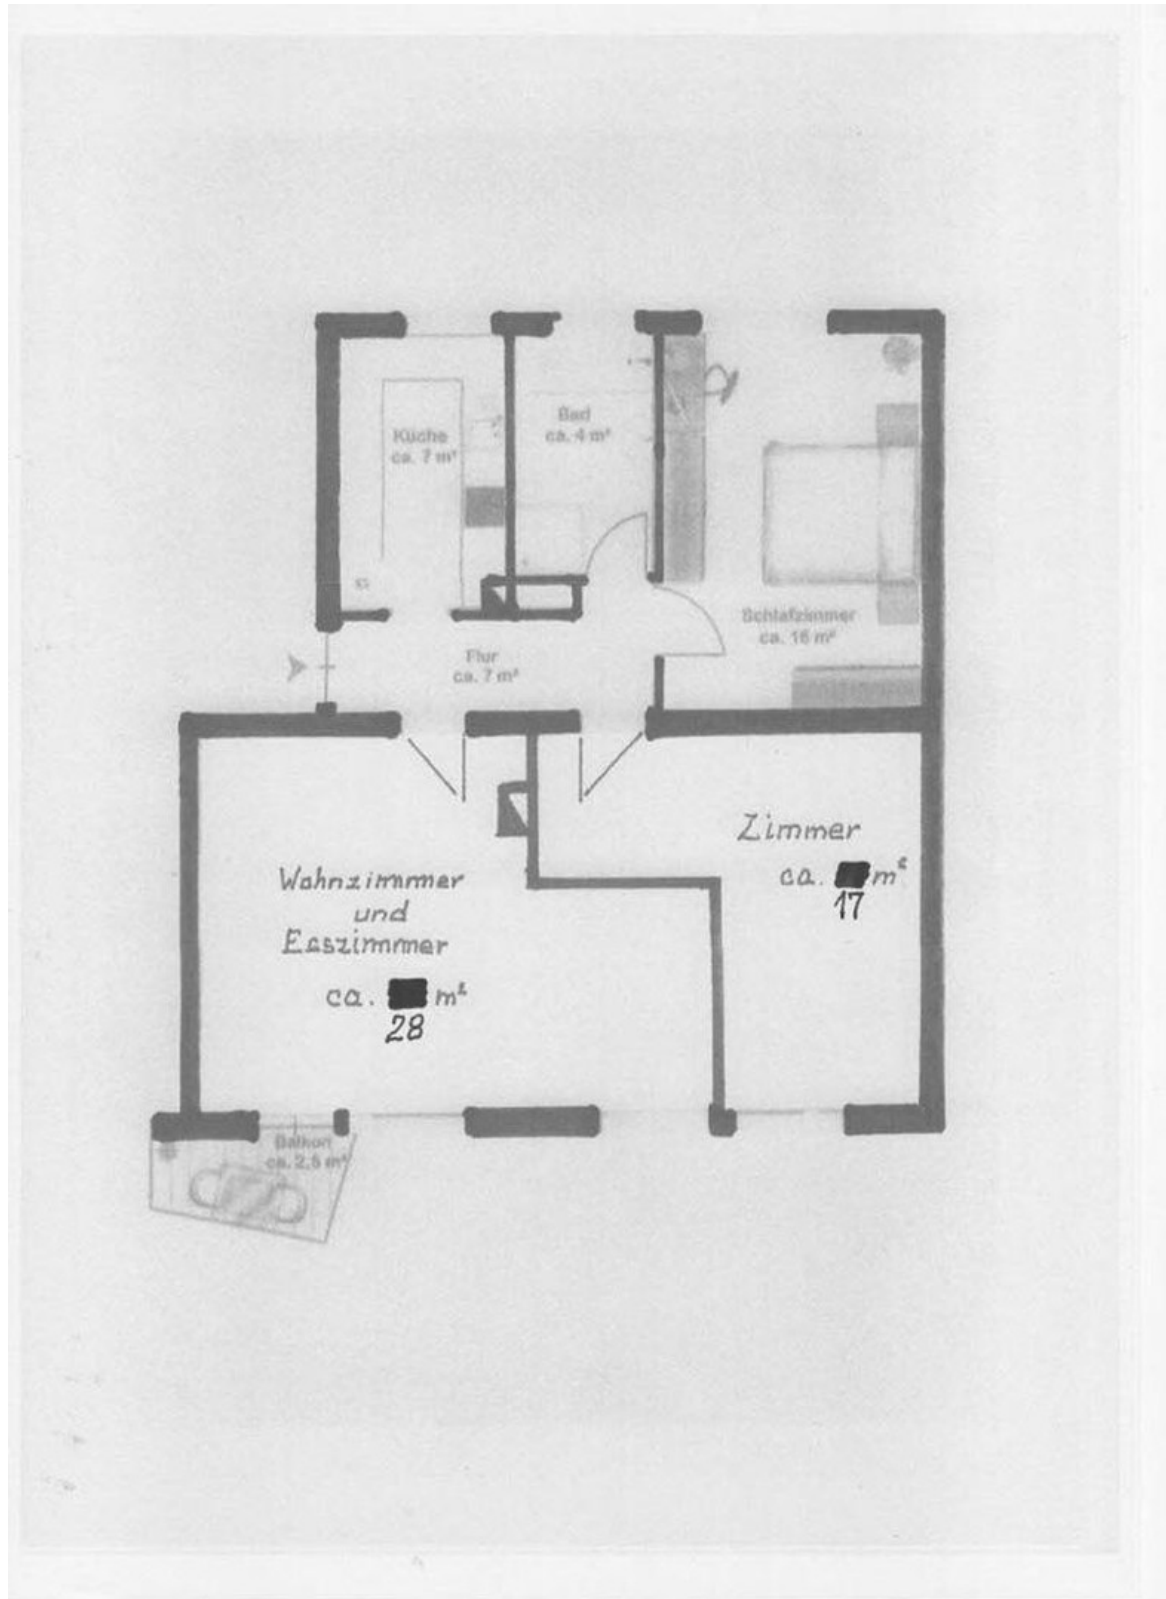 Küche
ca. 7 m²
Bad
ca. 4 m²
Schlafzimmer
ca. 16 m²
Flur
ca. 7 m²
Zimmer
ca. m²
17
Wohnzimmer
und
Esszimmer
ca. m²
28
Balkon
ca. 2,5 m²